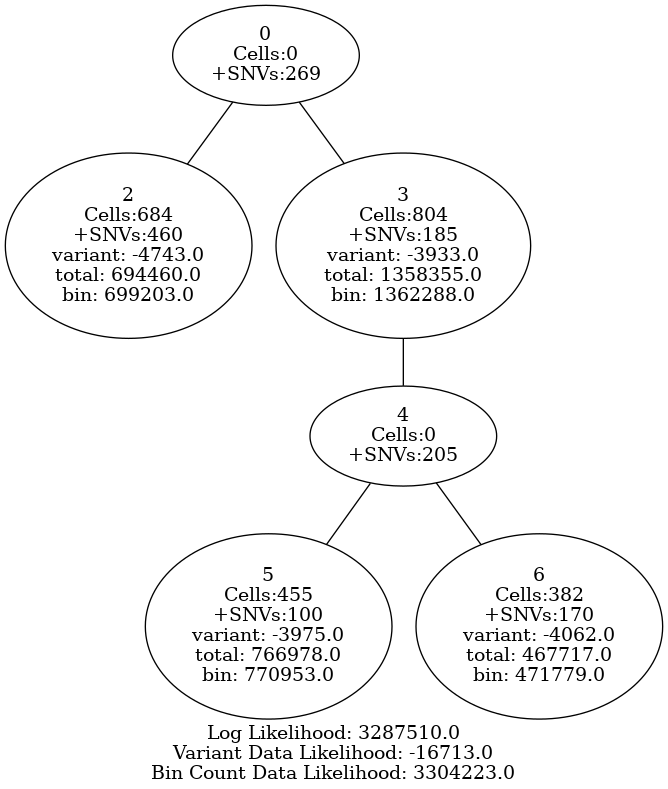 0
Cells:0
+SNVs:269
2
Cells:684
+SNVs:460
variant: -4743.0
total: 694460.0
bin: 699203.0
3
Cells:804
+SNVs:185
variant: -3933.0
total: 1358355.0
bin: 1362288.0
4
Cells:0
+SNVs:205
5
Cells:455
+SNVs:100
variant: -3975.0
total: 766978.0
bin: 770953.0
6
Cells:382
+SNVs:170
variant: -4062.0
total: 467717.0
bin: 471779.0
Log Likelihood: 3287510.0
Variant Data Likelihood: -16713.0
Bin Count Data Likelihood: 3304223.0